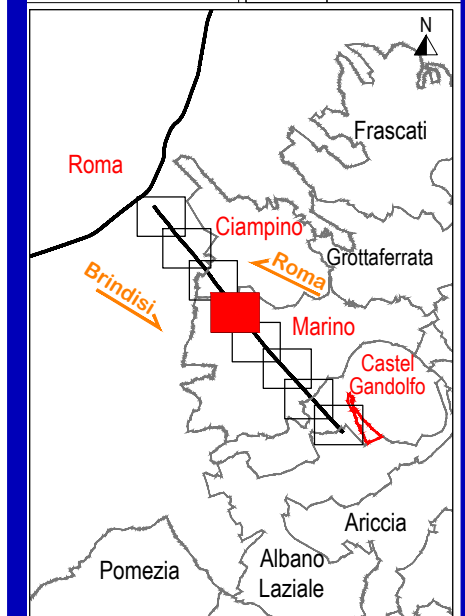 N
Frascati
Roma
Ciampino
Grottaferrata
Roma
Brindisi
Marino
Castel
Gandolfo
Ariccia
Albano
Laziale
Pomezia